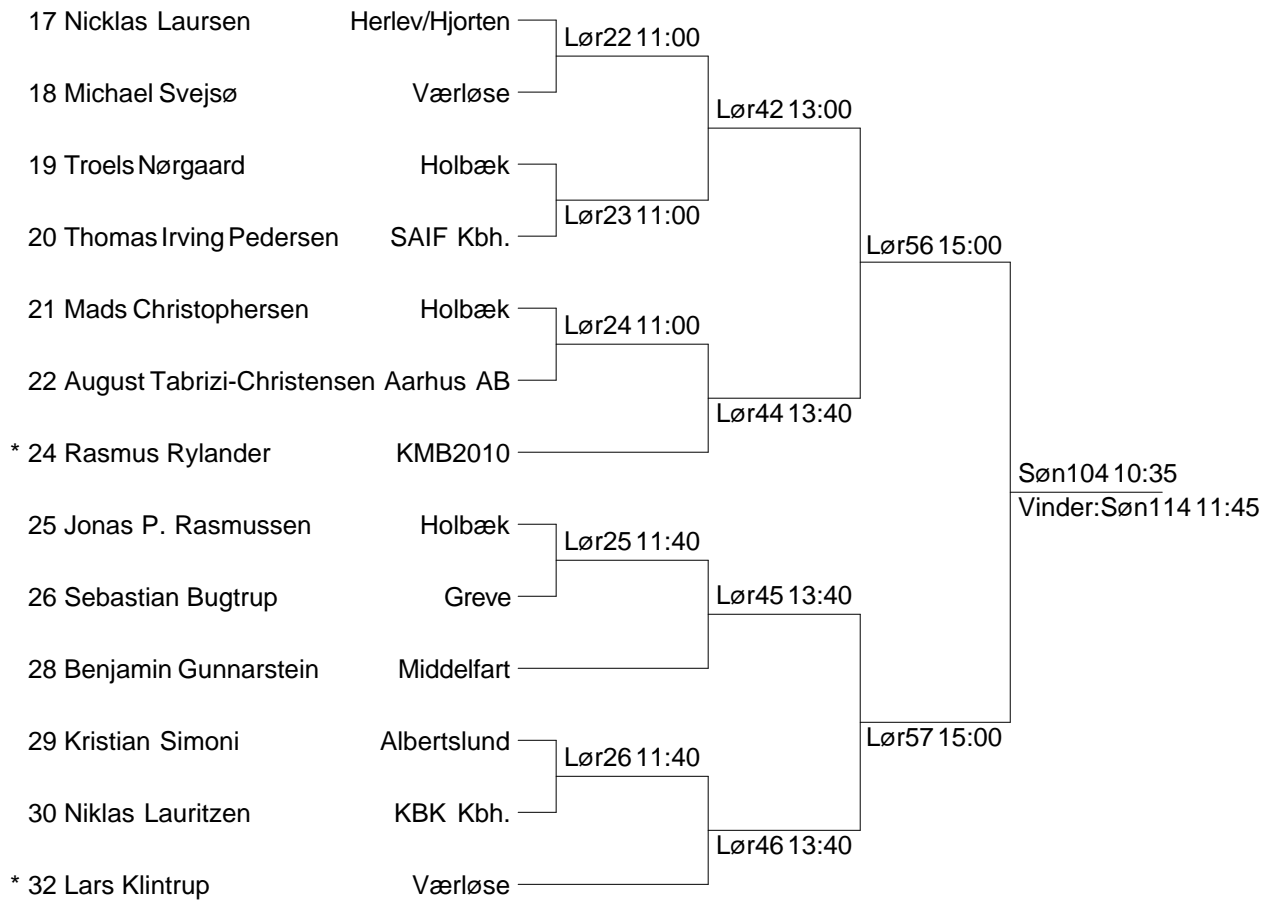 17 Nicklas Laursen Herlev/Hjorten
Lør22 11:00
18 Michael Svejsø Værløse
Lør42 13:00
19 Troels Nørgaard Holbæk
Lør23 11:00
20 Thomas Irving Pedersen SAIF Kbh.
Lør56 15:00
21 Mads Christophersen Holbæk
Lør24 11:00
22 August Tabrizi-Christensen Aarhus AB
Lør44 13:40
* 24 Rasmus Rylander KMB2010
Søn104 10:35
Vinder:Søn114 11:45
25 Jonas P. Rasmussen Holbæk
Lør25 11:40
26 Sebastian Bugtrup Greve
Lør45 13:40
28 Benjamin Gunnarstein Middelfart
29 Kristian Simoni Albertslund
Lør57 15:00
Lør26 11:40
30 Niklas Lauritzen KBK Kbh.
Lør46 13:40
* 32 Lars Klintrup Værløse